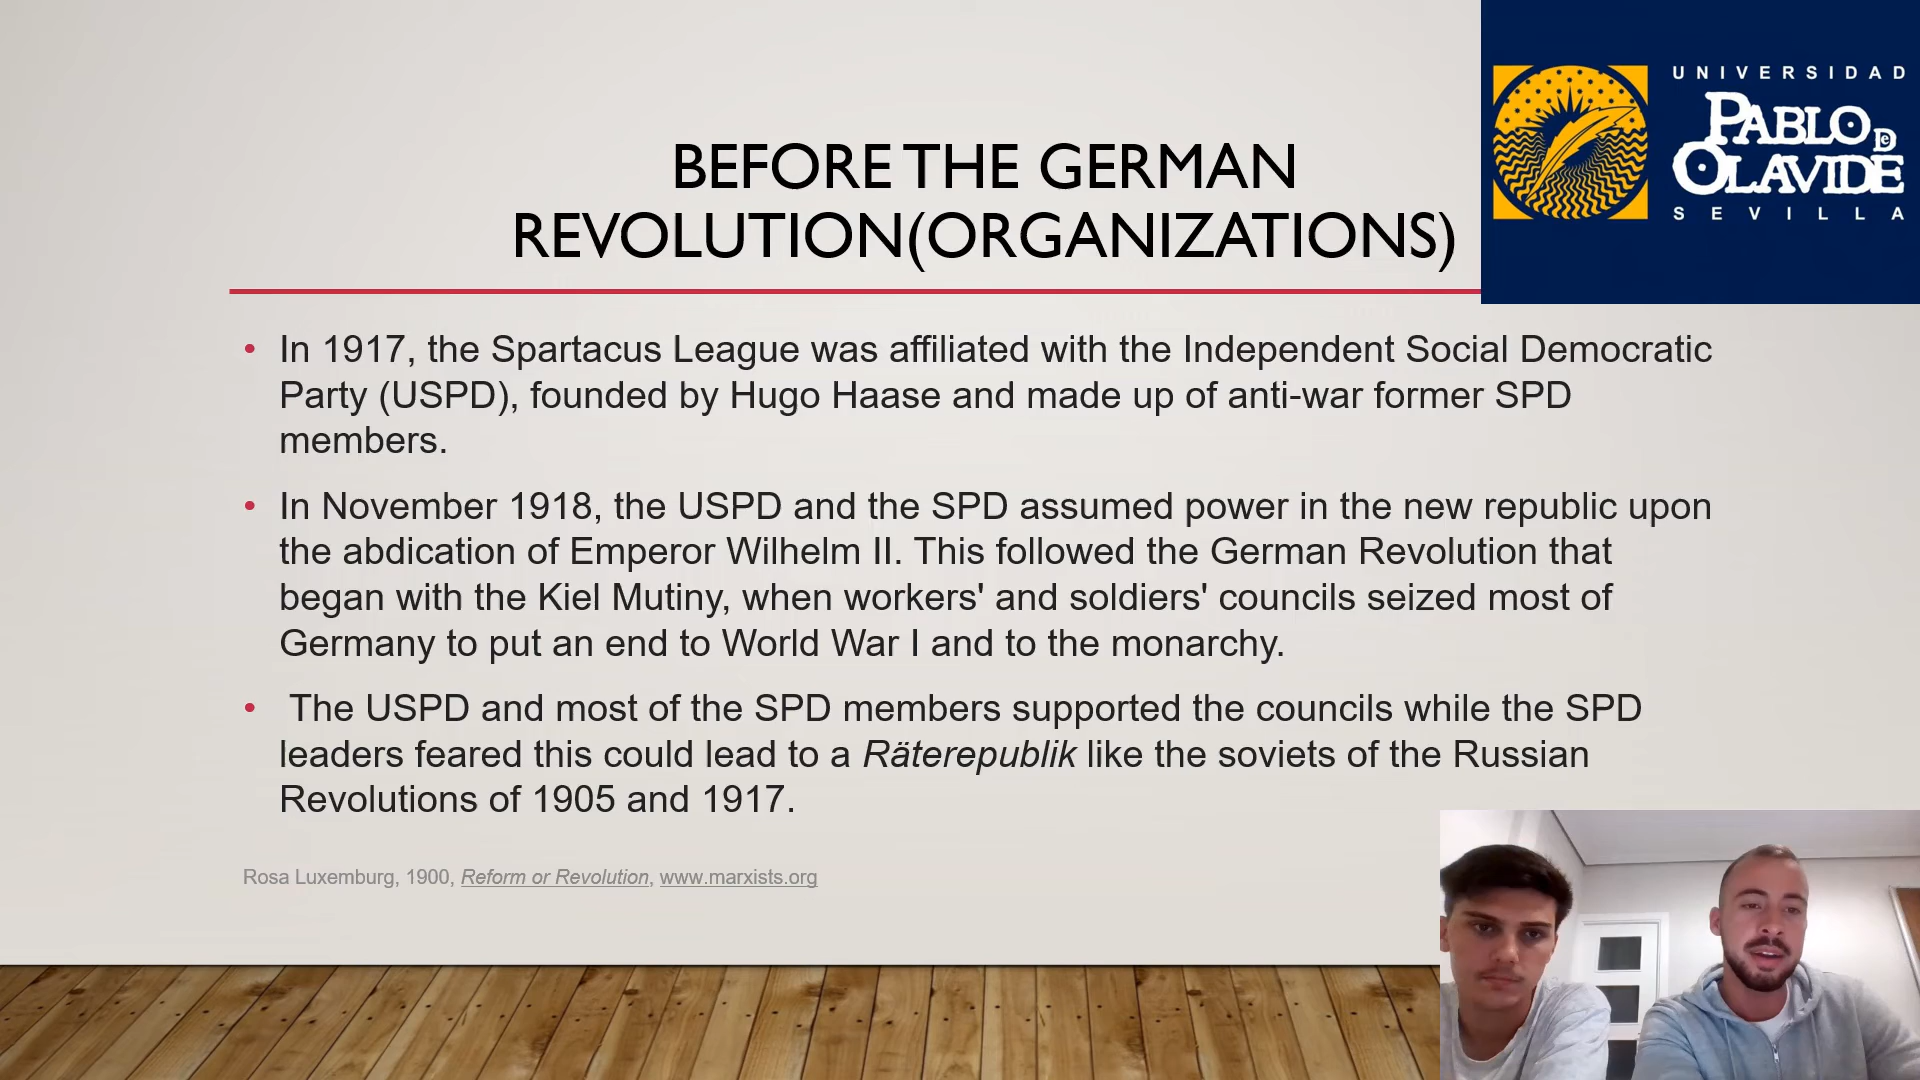 BEFORE THE GERMAN
REVOLUTION(ORGANIZATIONS)
UNIVERSIDAD
PABLO DE
OLAVIDE
SEVILLA
• In 1917, the Spartacus League was affiliated with the Independent Social Democratic
Party (USPD), founded by Hugo Haase and made up of anti-war former SPD
members.
• In November 1918, the USPD and the SPD assumed power in the new republic upon
the abdication of Emperor Wilhelm II. This followed the German Revolution that
began with the Kiel Mutiny, when workers' and soldiers' councils seized most of
Germany to put an end to World War I and to the monarchy.
• The USPD and most of the SPD members supported the councils while the SPD
leaders feared this could lead to a Räterepublik like the soviets of the Russian
Revolutions of 1905 and 1917.
Rosa Luxemburg, 1900, Reform or Revolution, www.marxists.org